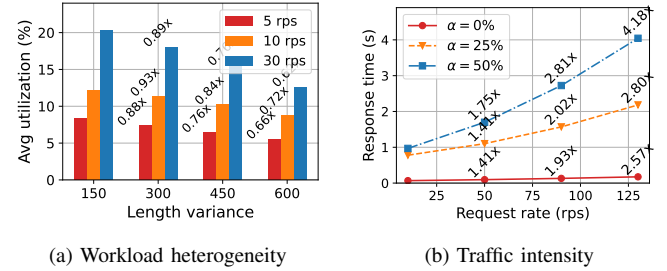 Avg utilization (%)
20
15
10
5
0
5 rps
10 rps
30 rps
0.88x
0.93x
0.89x
0.76x
0.84x
0.66x
0.72x
150
300
450
600
Length variance
(a) Workload heterogeneity
Response time (s)
4
3
2
1
0
α = 0%
α = 25%
α = 50%
1.75x
2.81x
4.18x
1.41x
2.02x
2.80x
1.41x
1.93x
2.57x
25
50
75
100
125
Request rate (rps)
(b) Traffic intensity